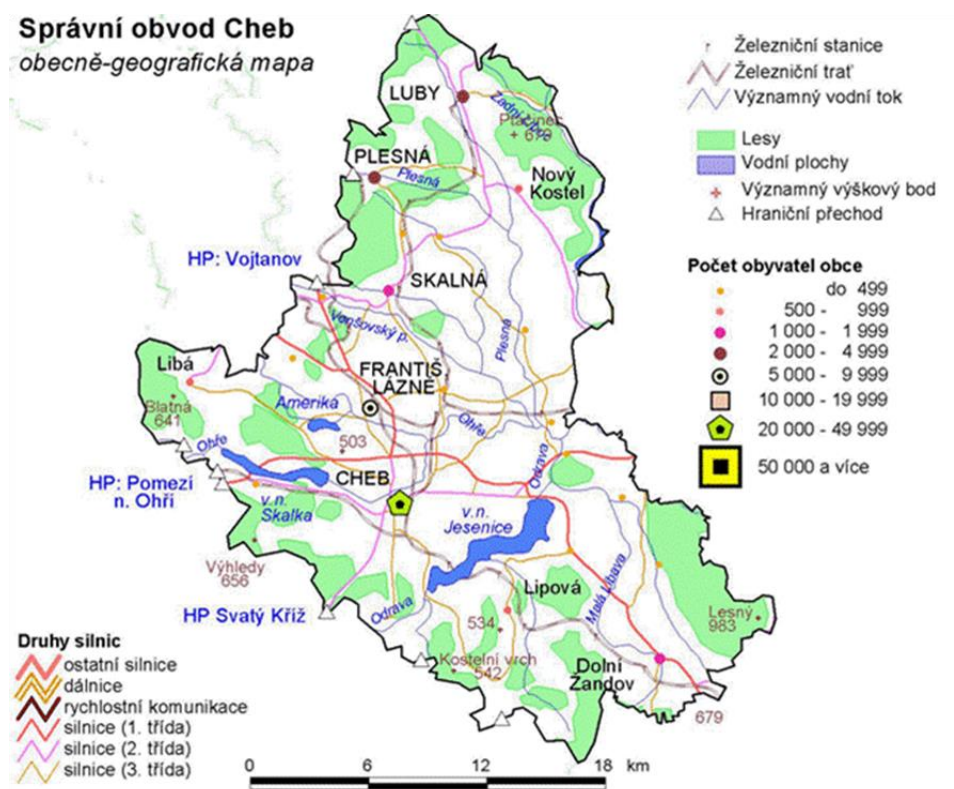 Správní obvod Cheb
obecně-geografická mapa
Železniční stanice
Železniční trať
Významný vodní tok
Lesy
Vodní plochy
Významný výškový bod
Hraniční přechod
Počet obyvatel obce
do 499
500 - 999
1 000 - 1 999
2 000 - 4 999
5 000 - 9 999
10 000 - 19 999
20 000 - 49 999
50 000 a více
LUBY
Zadní Liboc
Ptačinec
+ 679
PLESNÁ
Plesná
Nový
Kostel
HP: Vojtanov
SKALNÁ
Vonšovský p.
Plesná
Libá
FRANTIŠ.
LÁZNĚ
Blatná
641
Amerika
Ohře
503
Ohře
Odrava
HP: Pomezí
n. Ohří
CHEB
v.n.
Skalka
v.n.
Jesenice
Výhledy
656
Lipová
Malá Libava
HP Svatý Kříž
Odrava
534
Lesný
983
Kostelní vrch
542
Dolní
Žandov
679
Druhy silnic
ostatní silnice
dálnice
rychlostní komunikace
silnice (1. třída)
silnice (2. třída)
silnice (3. třída)
0 6 12 18 km